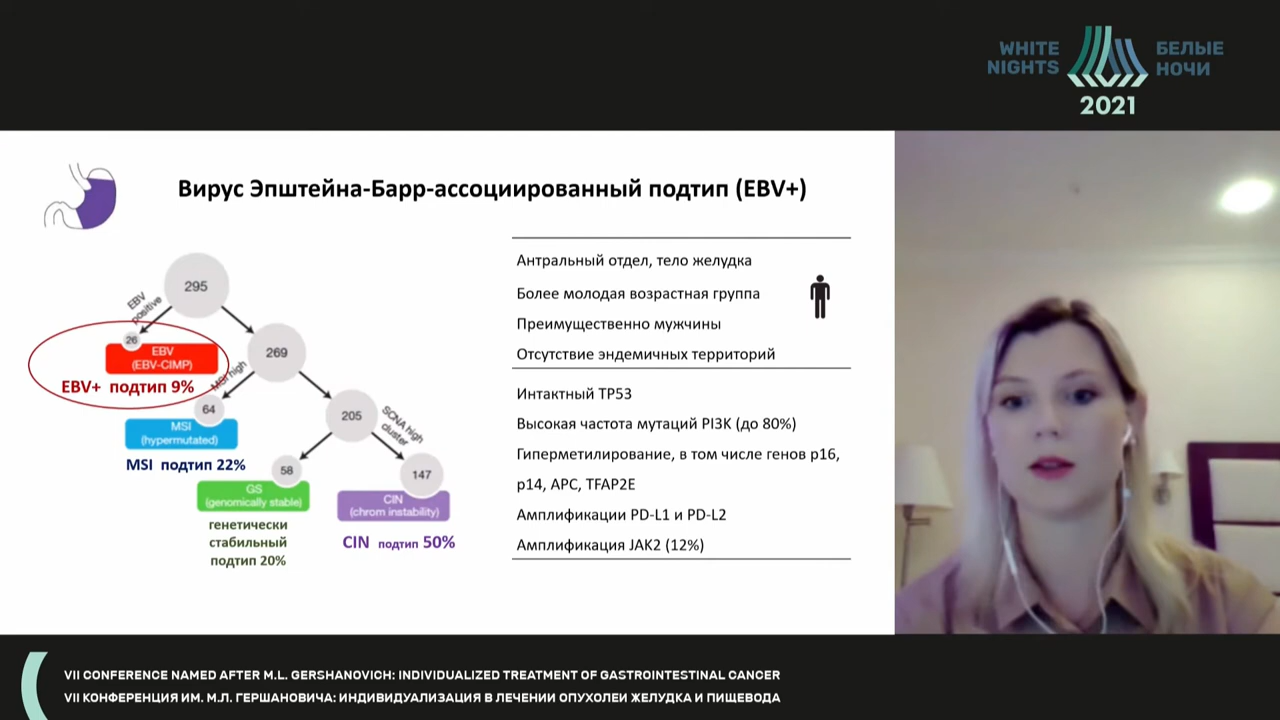 WHITE
NIGHTS
БЕЛЫЕ
НОЧИ
2021
Вирус Эпштейна-Барр-ассоциированный подтип (EBV+)
295
EBV
positive
26
EBV
(EBV-CIMP)
EBV+ подтип 9%
269
MSI high
64
MSI
(hypermutated)
MSI подтип 22%
205
SCNA high
cluster
58
GS
(genomically stable)
генетически
стабильный
подтип 20%
147
CIN
(chrom instability)
CIN подтип 50%
Антральный отдел, тело желудка
Более молодая возрастная группа
Преимущественно мужчины
Отсутствие эндемичных территорий
Интактный TP53
Высокая частота мутаций PI3K (до 80%)
Гиперметилирование, в том числе генов p16,
p14, APC, TFAP2E
Амплификации PD-L1 и PD-L2
Амплификация JAK2 (12%)
VII CONFERENCE NAMED AFTER M.L. GERSHANOVICH: INDIVIDUALIZED TREATMENT OF GASTROINTESTINAL CANCER
VII КОНФЕРЕНЦИЯ ИМ. М.Л. ГЕРШАНОВИЧА: ИНДИВИДУАЛИЗАЦИЯ В ЛЕЧЕНИИ ОПУХОЛЕЙ ЖЕЛУДКА И ПИЩЕВОДА